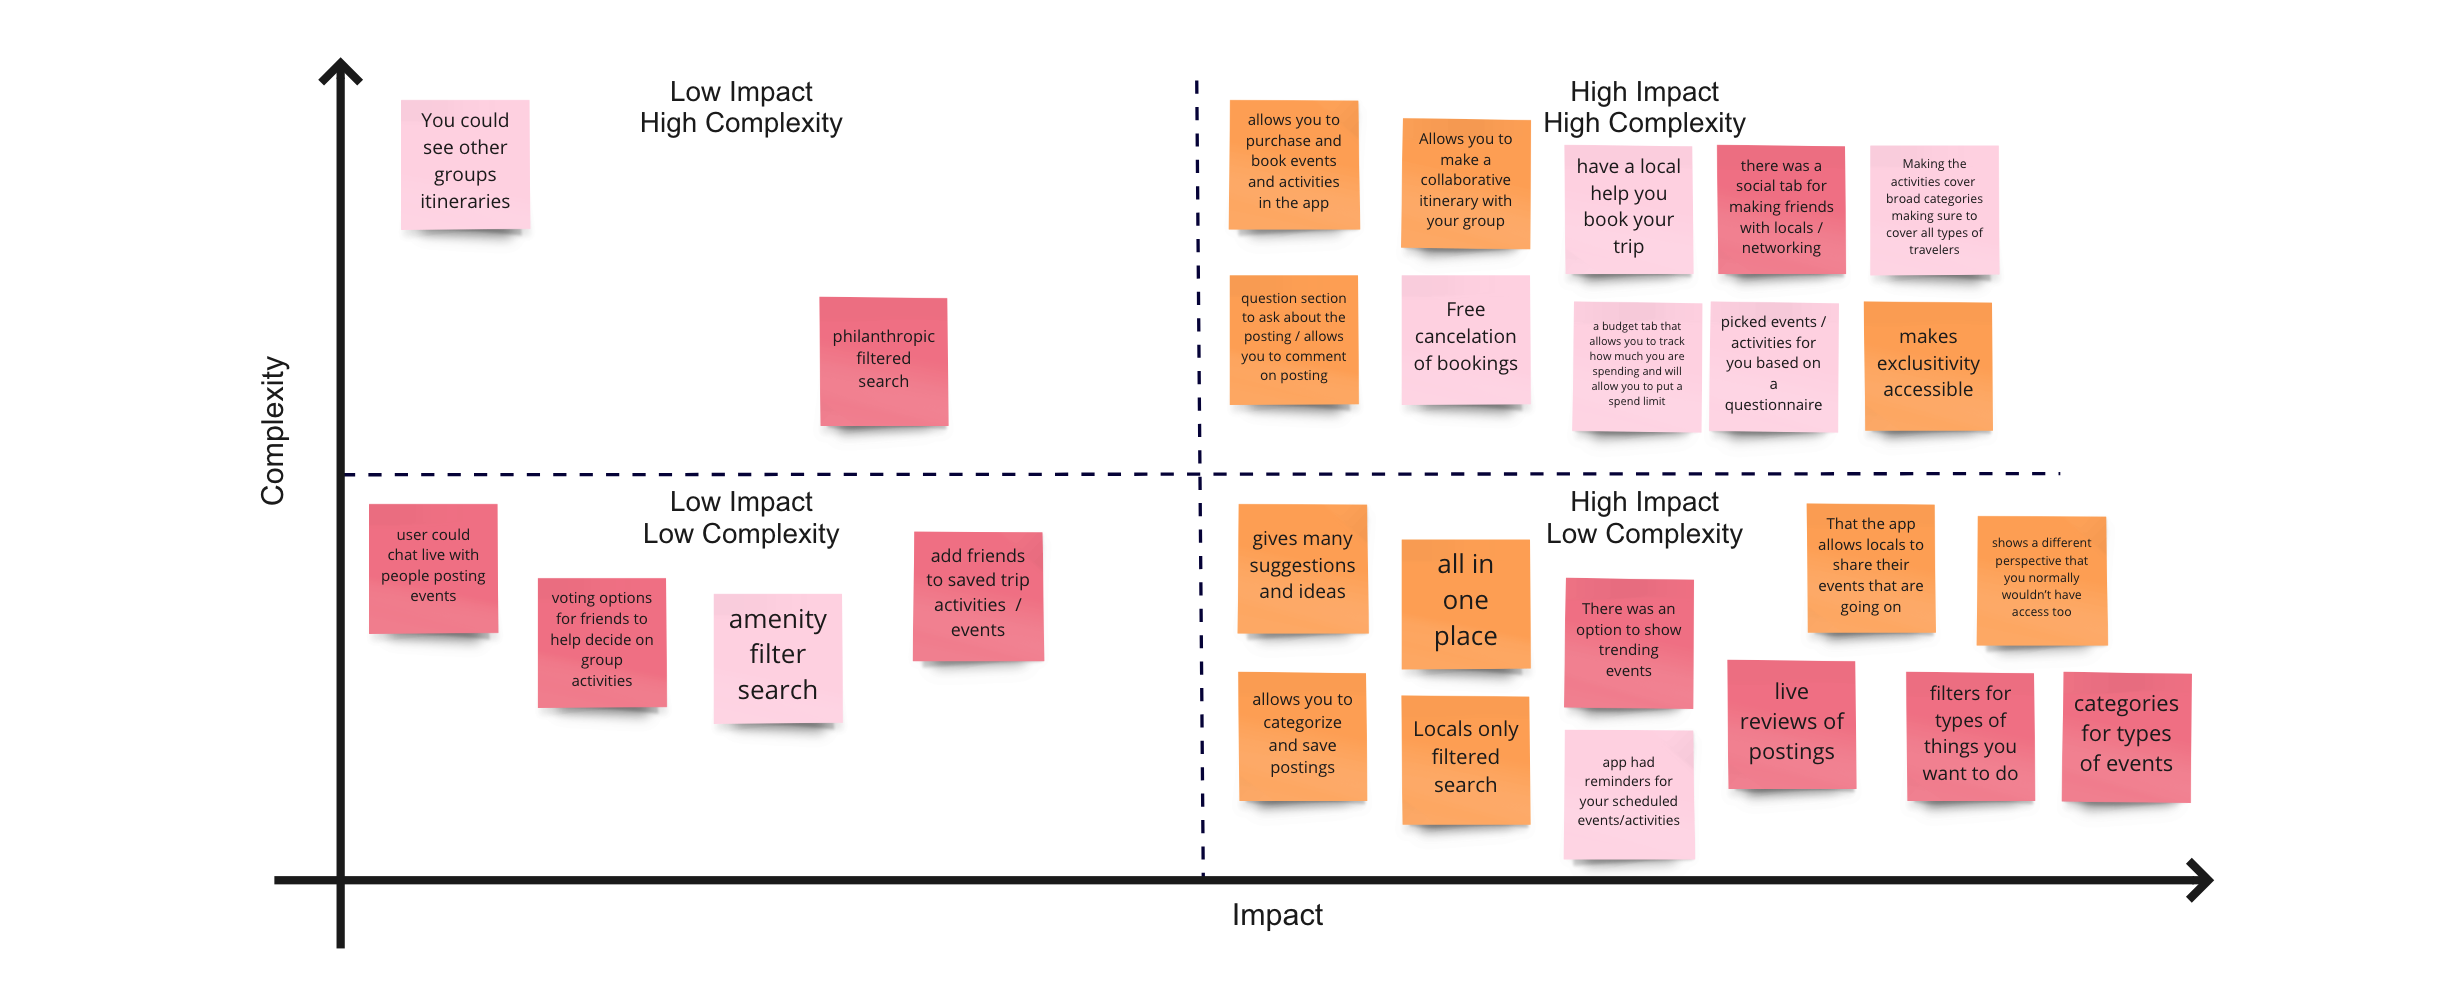 Low Impact
High Complexity
You could
see other
groups
itineraries
philanthropic
filtered
search
High Impact
High Complexity
allows you to
purchase and
book events
and activities
in the app
Allows you to
make a
collaborative
itinerary with
your group
have a local
help you
book your
trip
there was a
social tab for
making friends
with locals /
networking
Making the
activities cover
broad categories
making sure to
cover all types of
travelers
question section
to ask about the
posting / allows
you to comment
on posting
Free
cancelation
of bookings
a budget tab that
allows you to track
how much you are
spending and will
allow you to put a
spend limit
picked events /
activities for
you based on
a
questionnaire
makes
exclusitivity
accessible
Complexity
Low Impact
Low Complexity
user could
chat live with
people posting
events
voting options
for friends to
help decide on
group
activities
amenity
filter
search
add friends
to saved trip
activities /
events
High Impact
Low Complexity
gives many
suggestions
and ideas
all in
one
place
There was an
option to show
trending
events
That the app
allows locals to
share their
events that are
going on
shows a different
perspective that
you normally
wouldn't have
access too
allows you to
categorize
and save
postings
Locals only
filtered
search
app had
reminders for
your scheduled
events/activities
live
reviews of
postings
filters for
types of
things you
want to do
categories
for types
of events
Impact